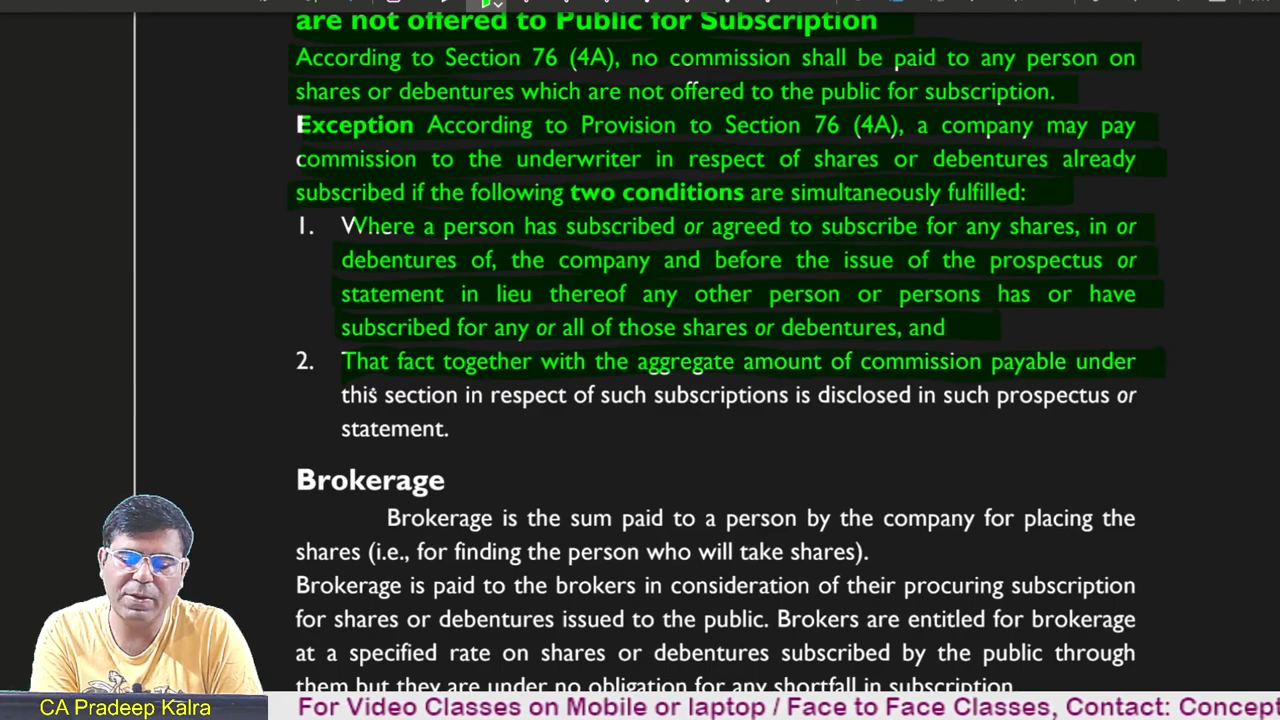 are not offered to Public for Subscription
According to Section 76 (4A), no commission shall be paid to any person on
shares or debentures which are not offered to the public for subscription.
Exception According to Provision to Section 76 (4A), a company may pay
commission to the underwriter in respect of shares or debentures already
subscribed if the following two conditions are simultaneously fulfilled:
1. Where a person has subscribed or agreed to subscribe for any shares, in or
debentures of, the company and before the issue of the prospectus or
statement in lieu thereof any other person or persons has or have
subscribed for any or all of those shares or debentures, and
2. That fact together with the aggregate amount of commission payable under
this section in respect of such subscriptions is disclosed in such prospectus or
statement.
Brokerage
Brokerage is the sum paid to a person by the company for placing the
shares (i.e., for finding the person who will take shares).
Brokerage is paid to the brokers in consideration of their procuring subscription
for shares or debentures issued to the public. Brokers are entitled for brokerage
at a specified rate on shares or debentures subscribed by the public through
them but they are under no obligation for any shortfall in subscription
CA Pradeep Kalra
For Video Classes on Mobile or laptop / Face to Face Classes, Contact: Concept